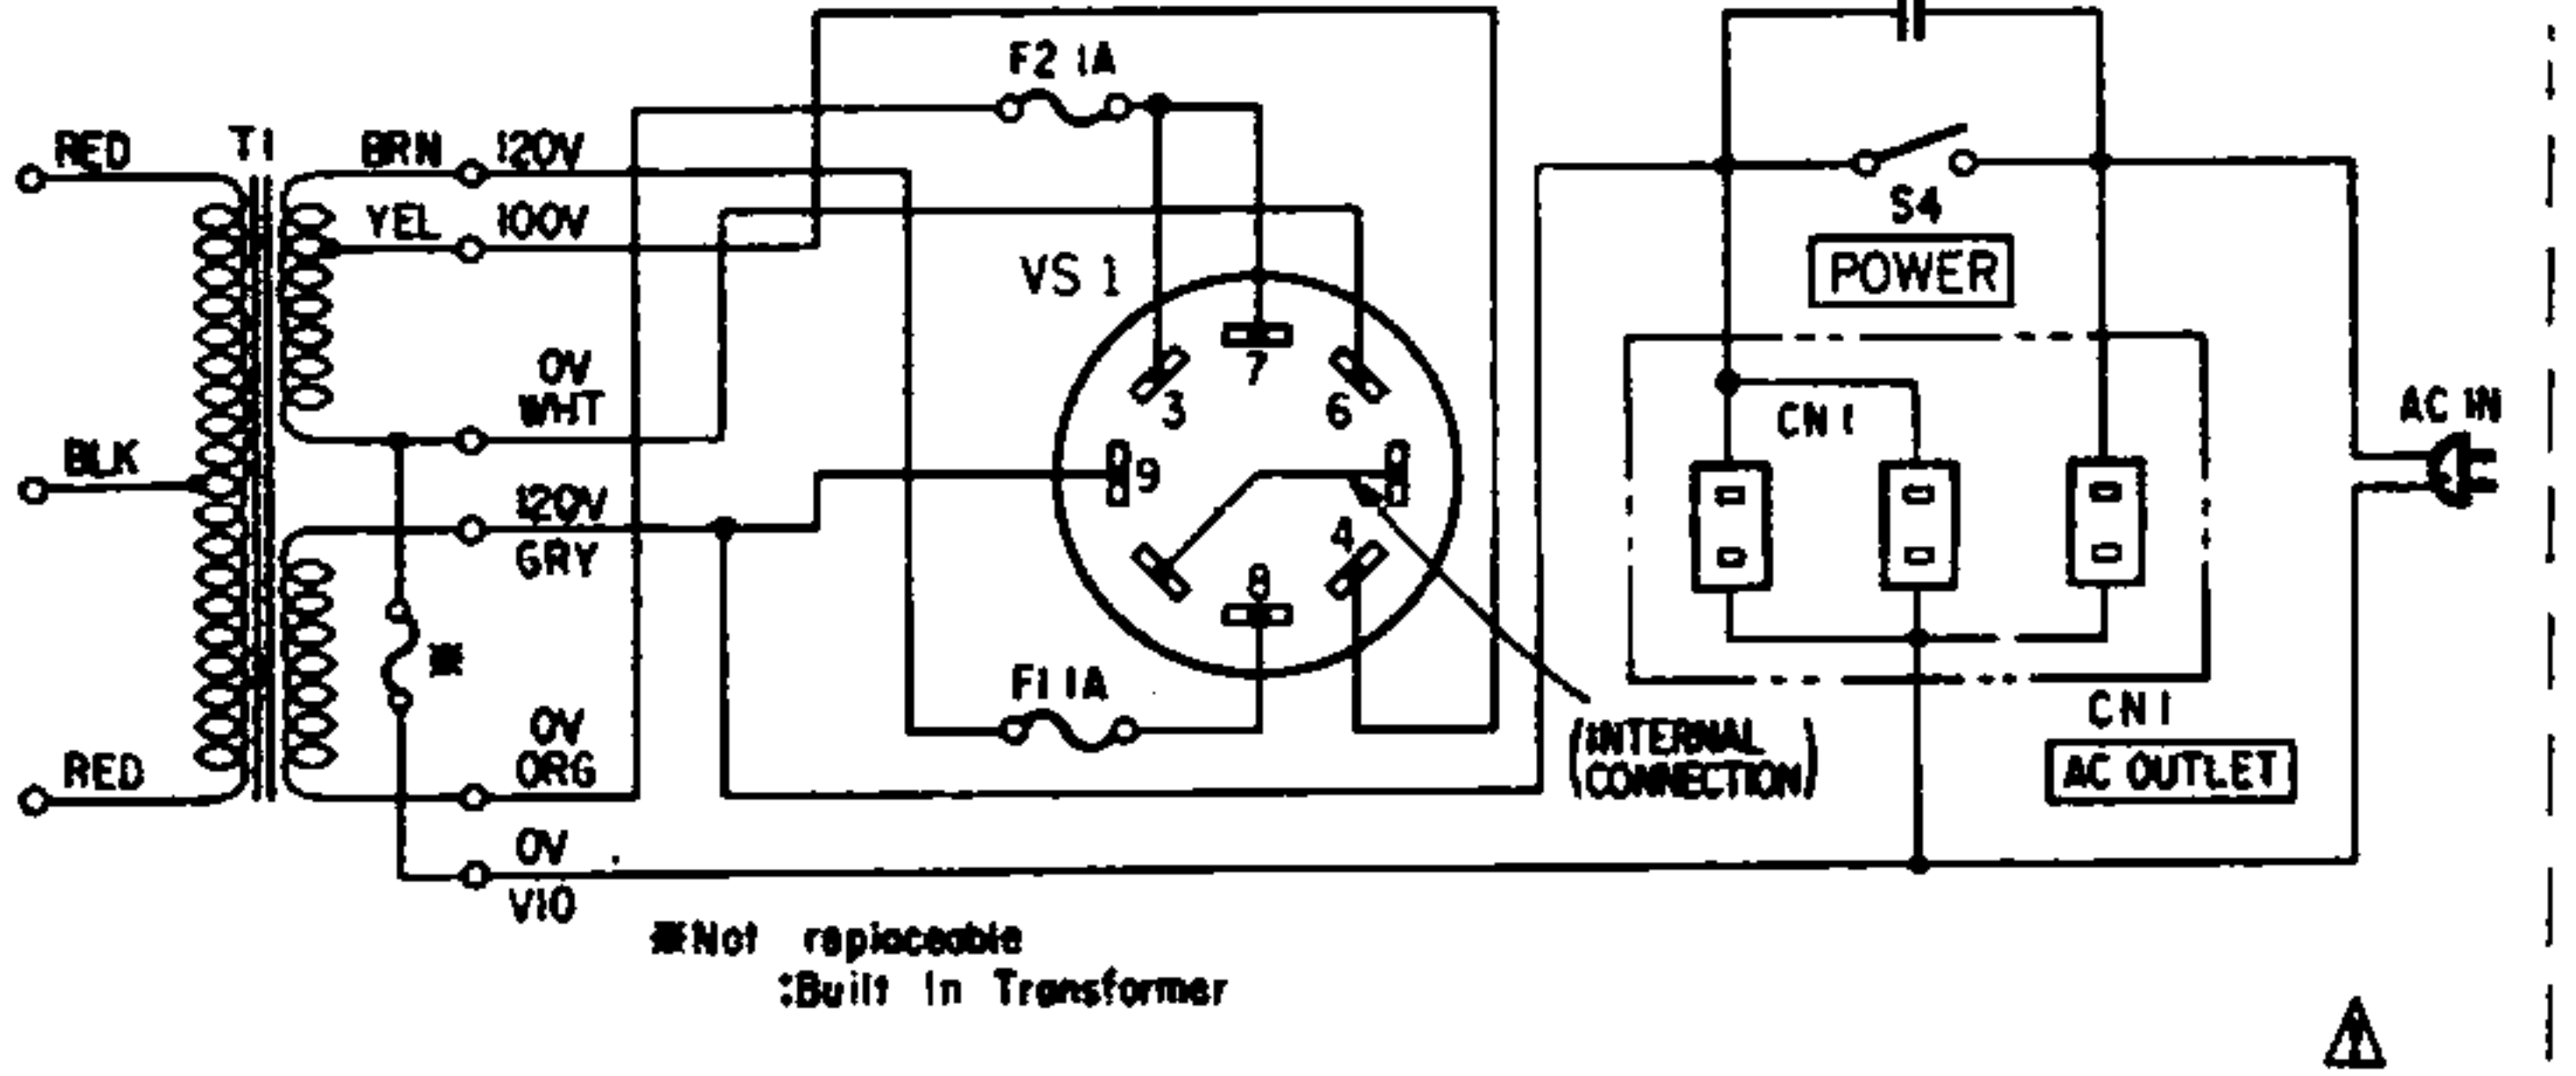 F2 1A
RED
T1
BRN
120V
YEL
100V
S4
VS 1
POWER
7
0V
WHT
3
6
CN1
AC IN
BLK
9
120V
GRY
4
8
※
F1 1A
0V
ORG
RED
(INTERNAL
CONNECTION)
CN1
AC OUTLET
0V
VIO
※Not replaceable
:Built In Transformer